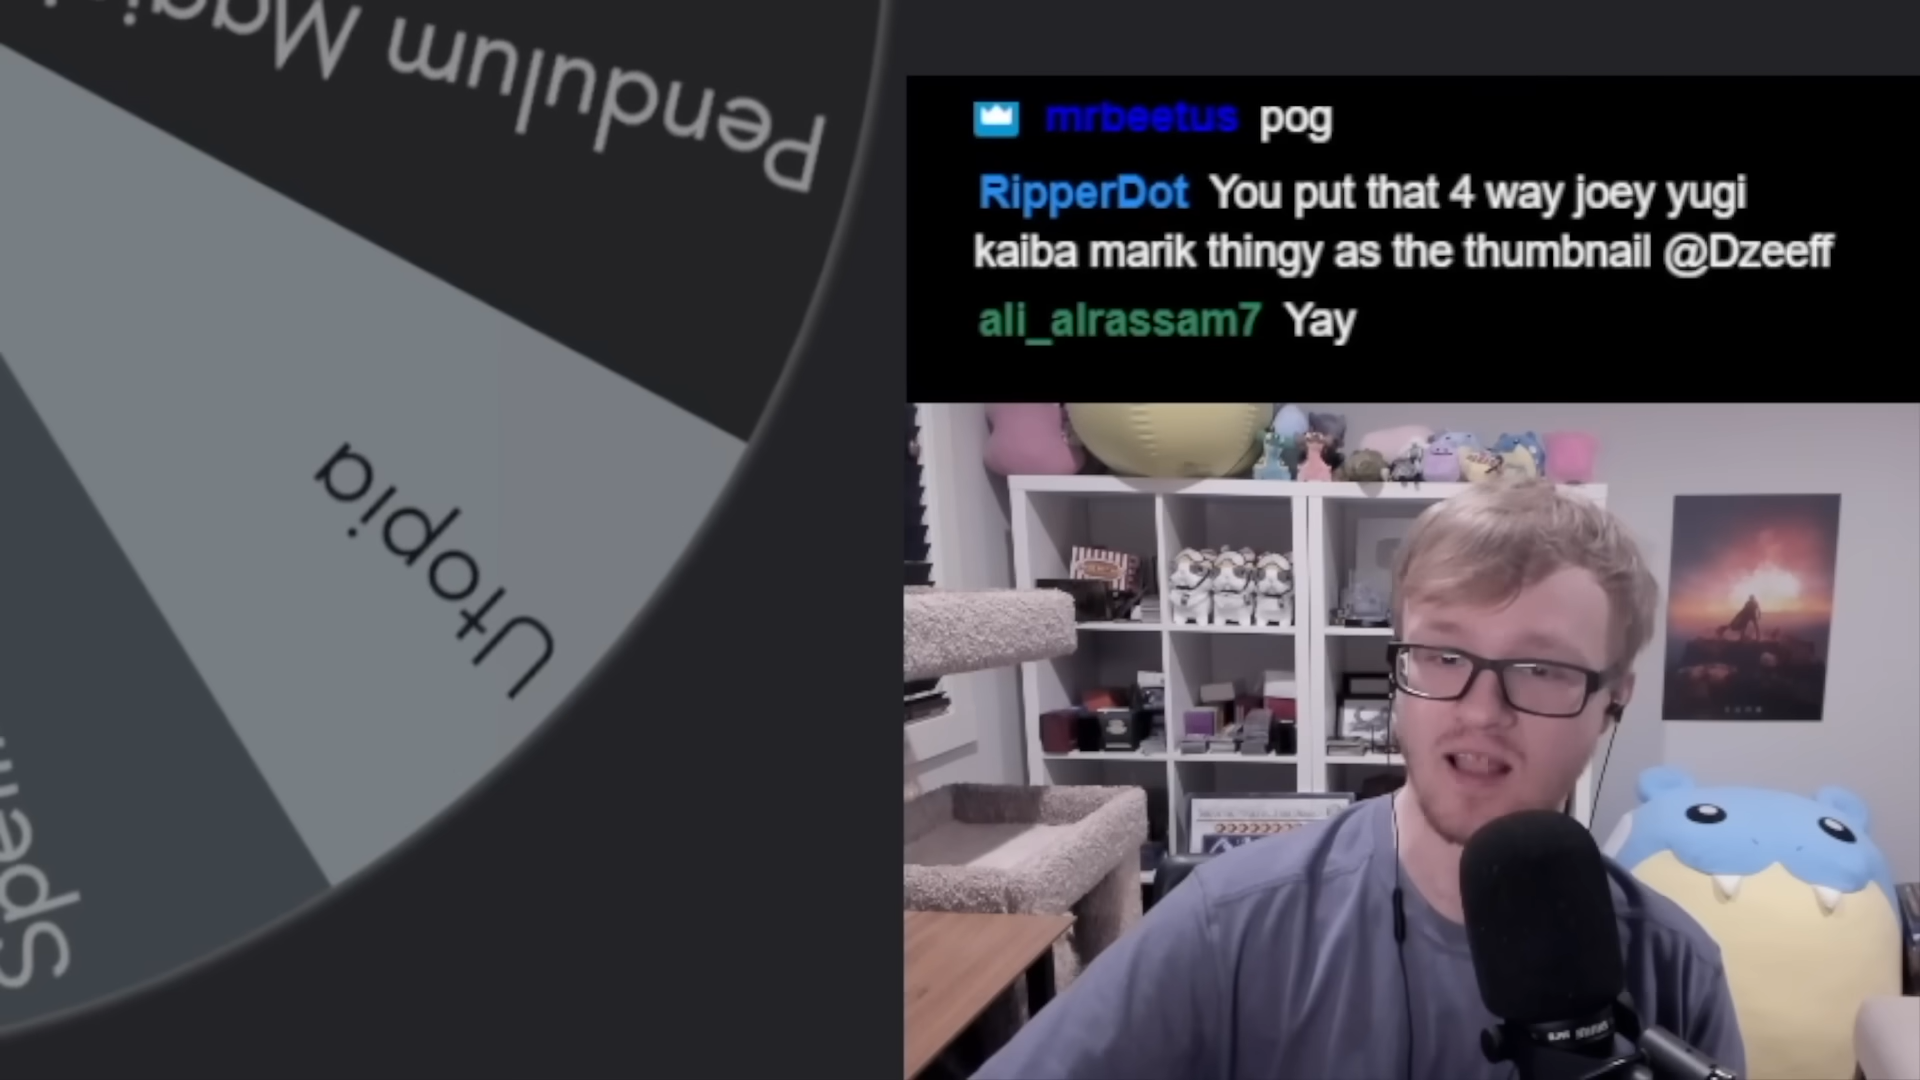 Pendulum Magic
Utopia
mrbeetus pog
RipperDot You put that 4 way joey yugi
kaiba marik thingy as the thumbnail @Dzeeff
ali_alrassam7 Yay